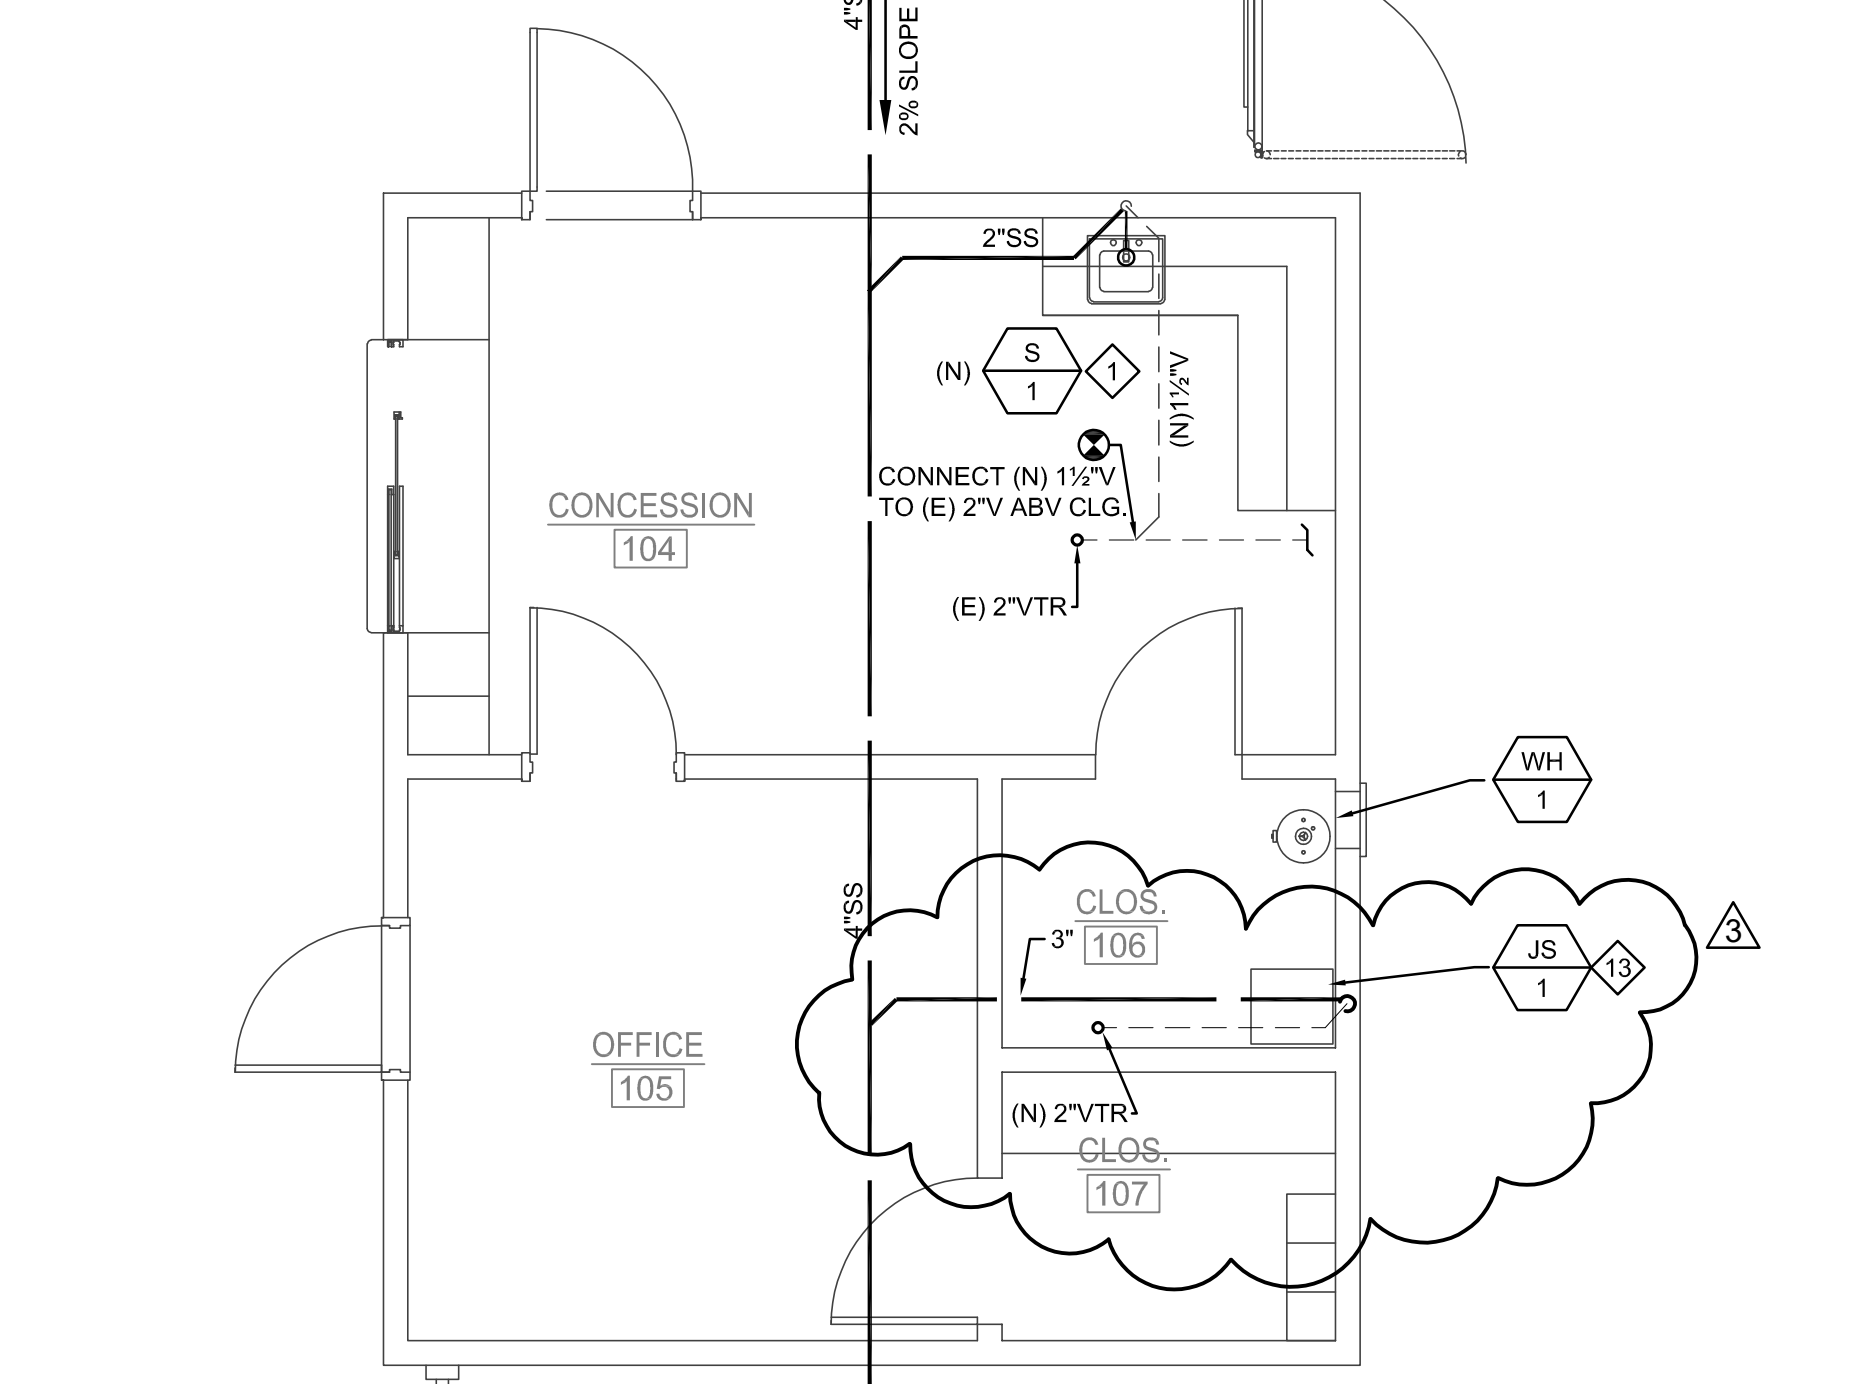 4"S
2% SLOPE
2"SS
(N)
S
1
1
(N)1½"V
CONNECT (N) 1½"V
TO (E) 2"V ABV CLG.
CONCESSION
104
(E) 2"VTR
WH
1
4"SS
CLOS.
106
3"
3
JS
1
13
OFFICE
105
(N) 2"VTR
CLOS.
107